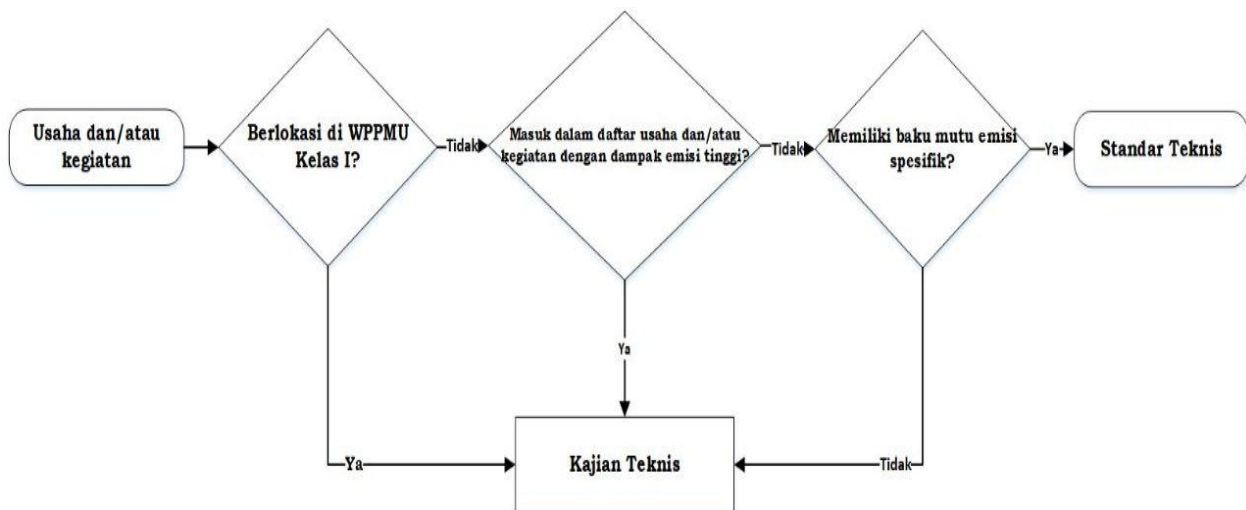 Usaha dan/atau
kegiatan
Berlokasi di WPPMU
Kelas I?
Tidak
Masuk dalam daftar usaha dan/atau
kegiatan dengan dampak emisi tinggi?
Tidak
Memiliki baku mutu emisi
spesifik?
Ya
Standar Teknis
Ya
Ya
Kajian Teknis
Tidak